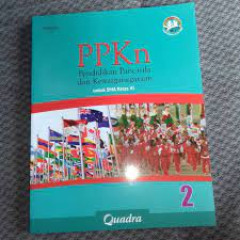 PPKn
Pendidikan Pancasila
dan Kewarganegaraan
untuk SMA Kelas XI
2
Quadra